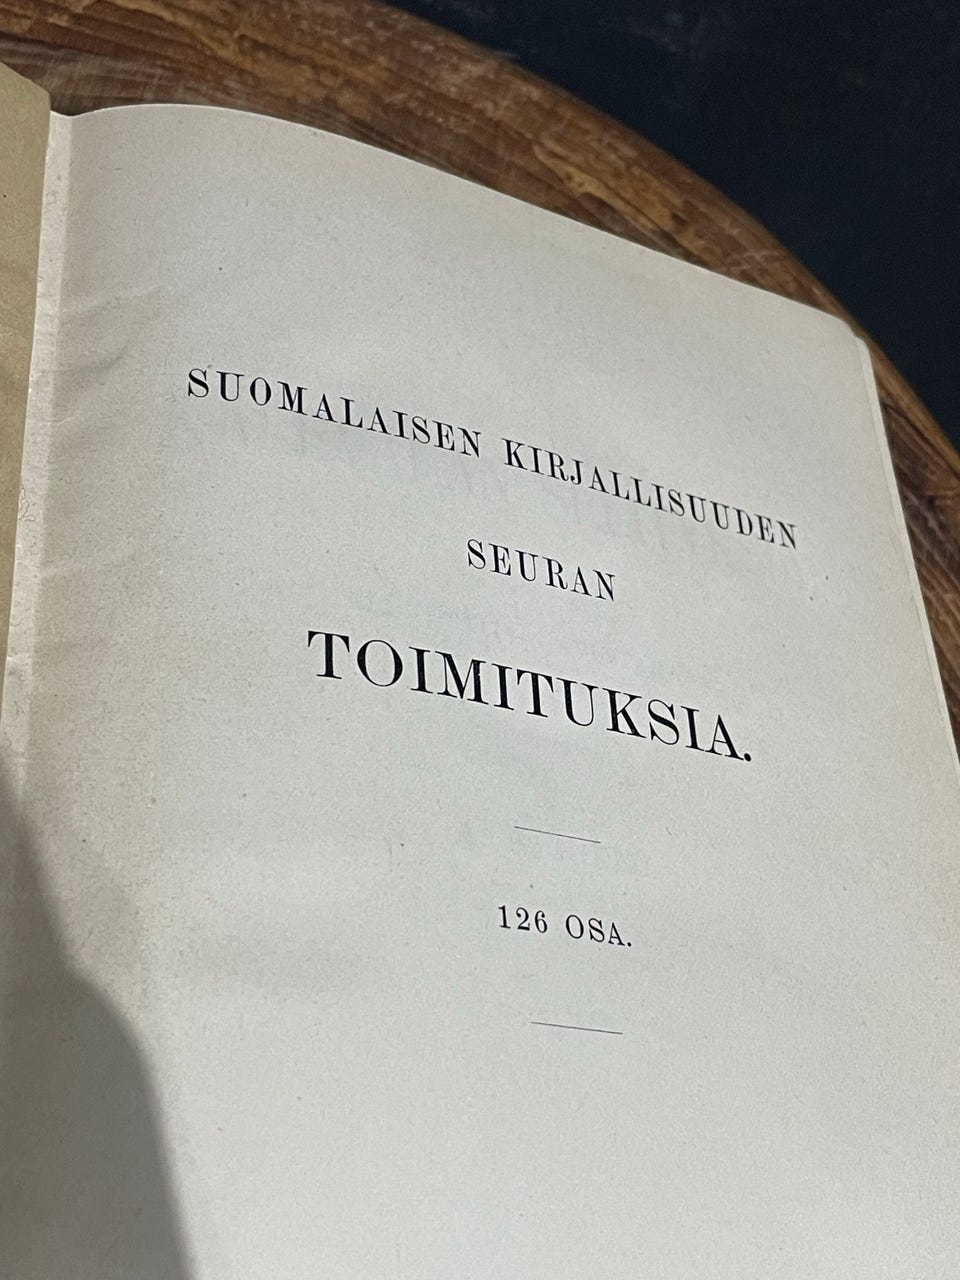 SUOMALAISEN KIRJALLISUUDEN
SEURAN
TOIMITUKSIA.
126 OSA.